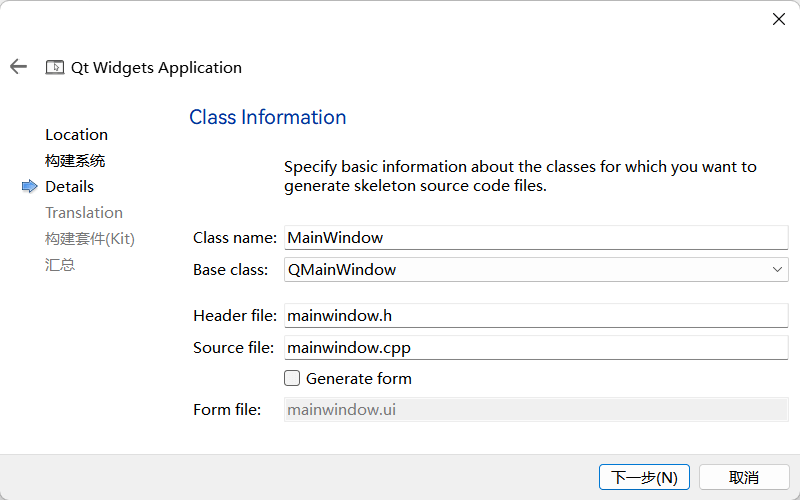 Qt Widgets Application
Location
构建系统
Details
Translation
构建套件(Kit)
汇总
Class Information
Specify basic information about the classes for which you want to
generate skeleton source code files.
Class name: MainWindow
Base class: QMainWindow
Header file: mainwindow.h
Source file: mainwindow.cpp
Generate form
Form file: mainwindow.ui
下一步(N) 取消